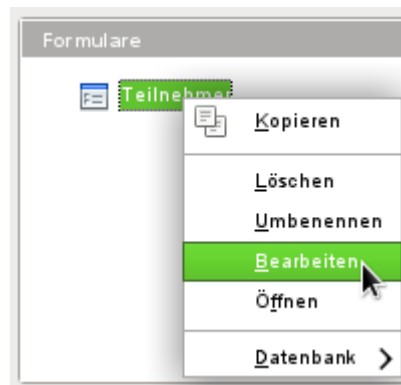 Formulare
Teilnehmer
Kopieren
Löschen
Umbenennen
Bearbeiten
Öffnen
Datenbank